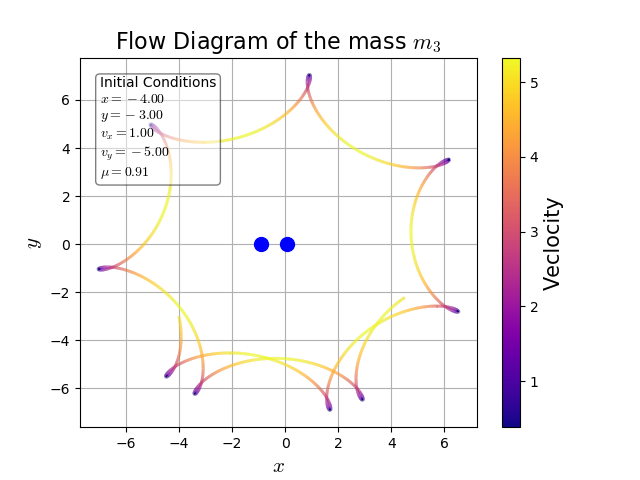 Flow Diagram of the mass m₃
Initial Conditions
x = −4.00
y = −3.00
vₓ = 1.00
v_y = −5.00
μ = 0.91
6
4
2
0
−2
−4
−6
y
−6
−4
−2
0
2
4
6
x
5
4
3
2
1
Veclocity